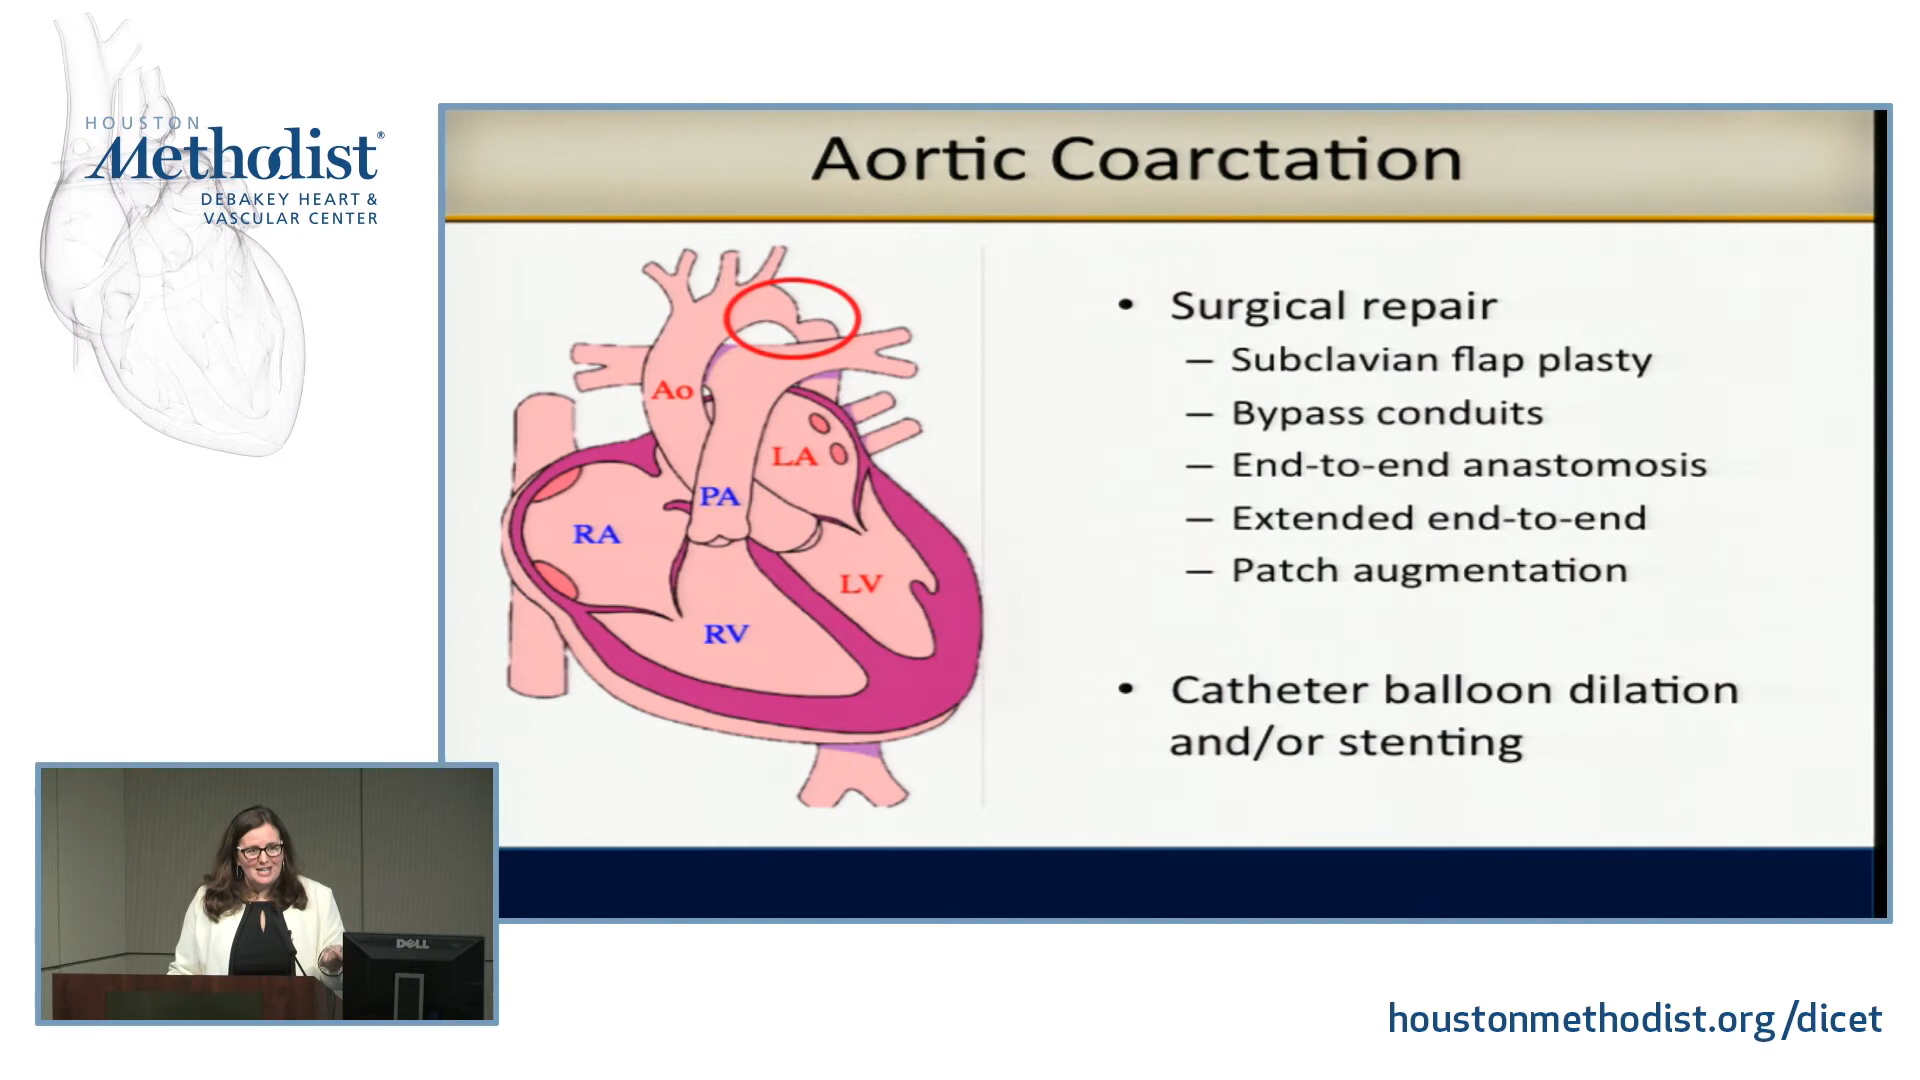 HOUSTON
Methodist®
DEBAKEY HEART &
VASCULAR CENTER
Aortic Coarctation
Ao
LA
PA
RA
LV
RV
• Surgical repair
– Subclavian flap plasty
– Bypass conduits
– End-to-end anastomosis
– Extended end-to-end
– Patch augmentation
• Catheter balloon dilation
and/or stenting
DELL
houstonmethodist.org/dicet